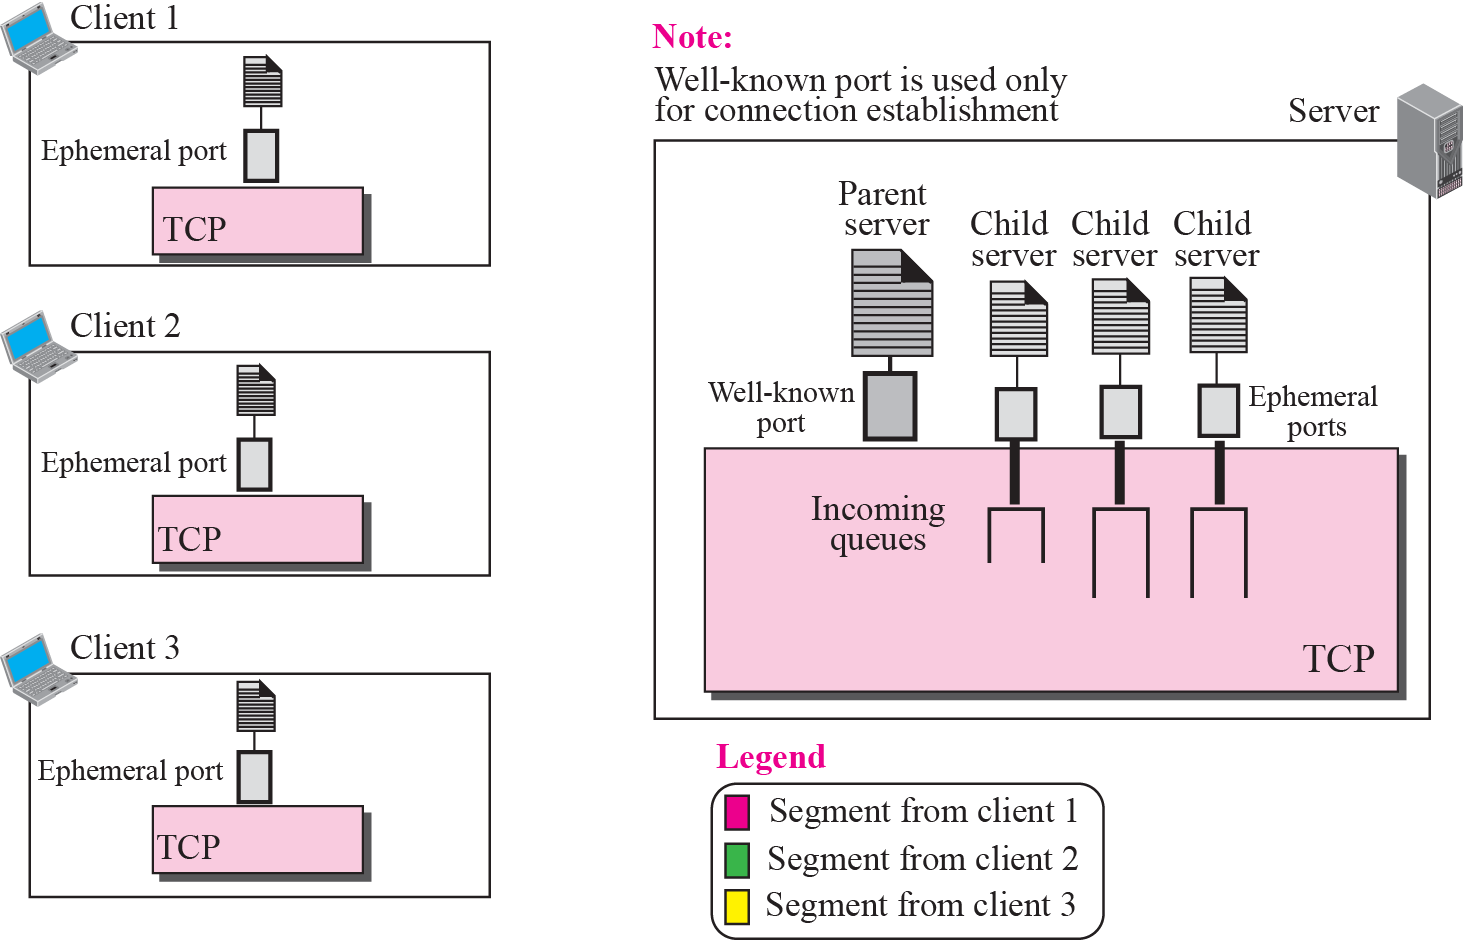 Client 1
Ephemeral port
TCP
Client 2
Ephemeral port
TCP
Client 3
Ephemeral port
TCP
Note:
Well-known port is used only
for connection establishment
Server
Parent
server
Child
server
Child
server
Child
server
Well-known
port
Ephemeral
ports
Incoming
queues
TCP
Legend
Segment from client 1
Segment from client 2
Segment from client 3